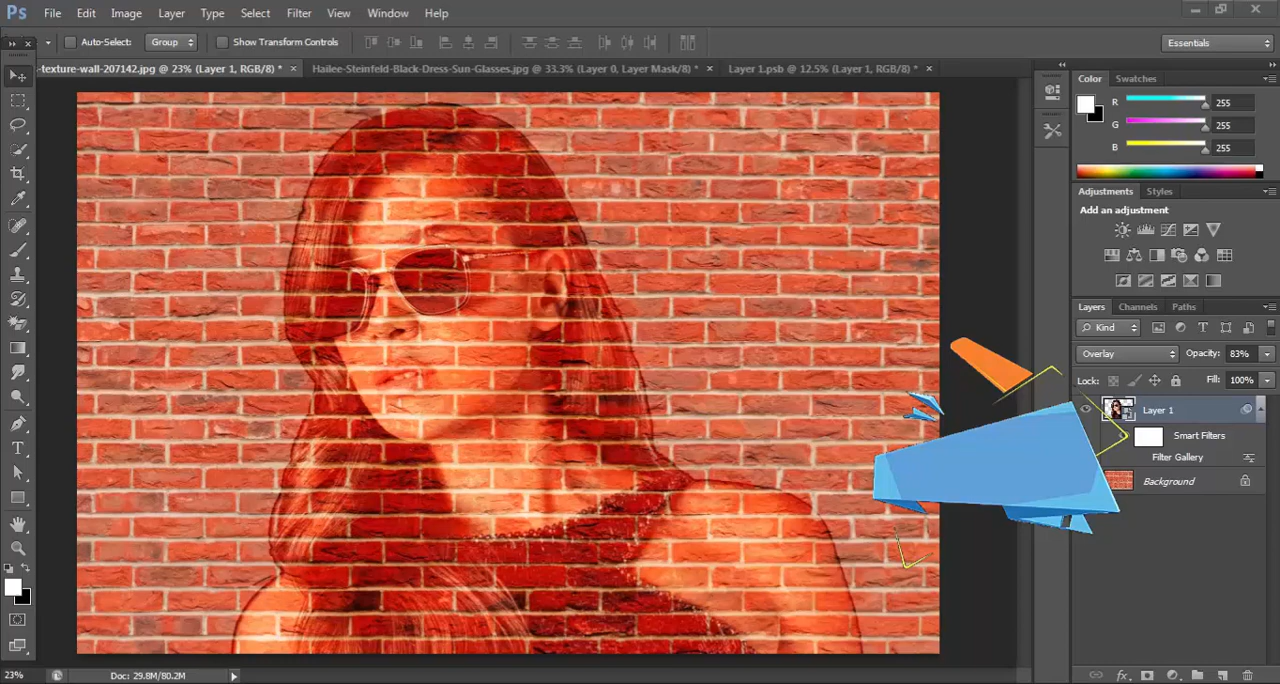 Ps File Edit Image Layer Type Select Filter View Window Help
Auto-Select: Group Show Transform Controls Essentials
-texture-wall-207142.jpg @ 23% (Layer 1, RGB/8) * × Hailee-Steinfeld-Black-Dress-Sun-Glasses.jpg @ 33.3% (Layer 0, Layer Mask/8) * × Layer 1.psb @ 12.5% (Layer 1, RGB/8) * ×
Color Swatches
R 255
G 255
B 255
Adjustments Styles
Add an adjustment
Layers Channels Paths
Kind
Overlay Opacity: 83%
Lock: Fill: 100%
Layer 1
Smart Filters
Filter Gallery
Background
23% Doc: 29.8M/80.2M